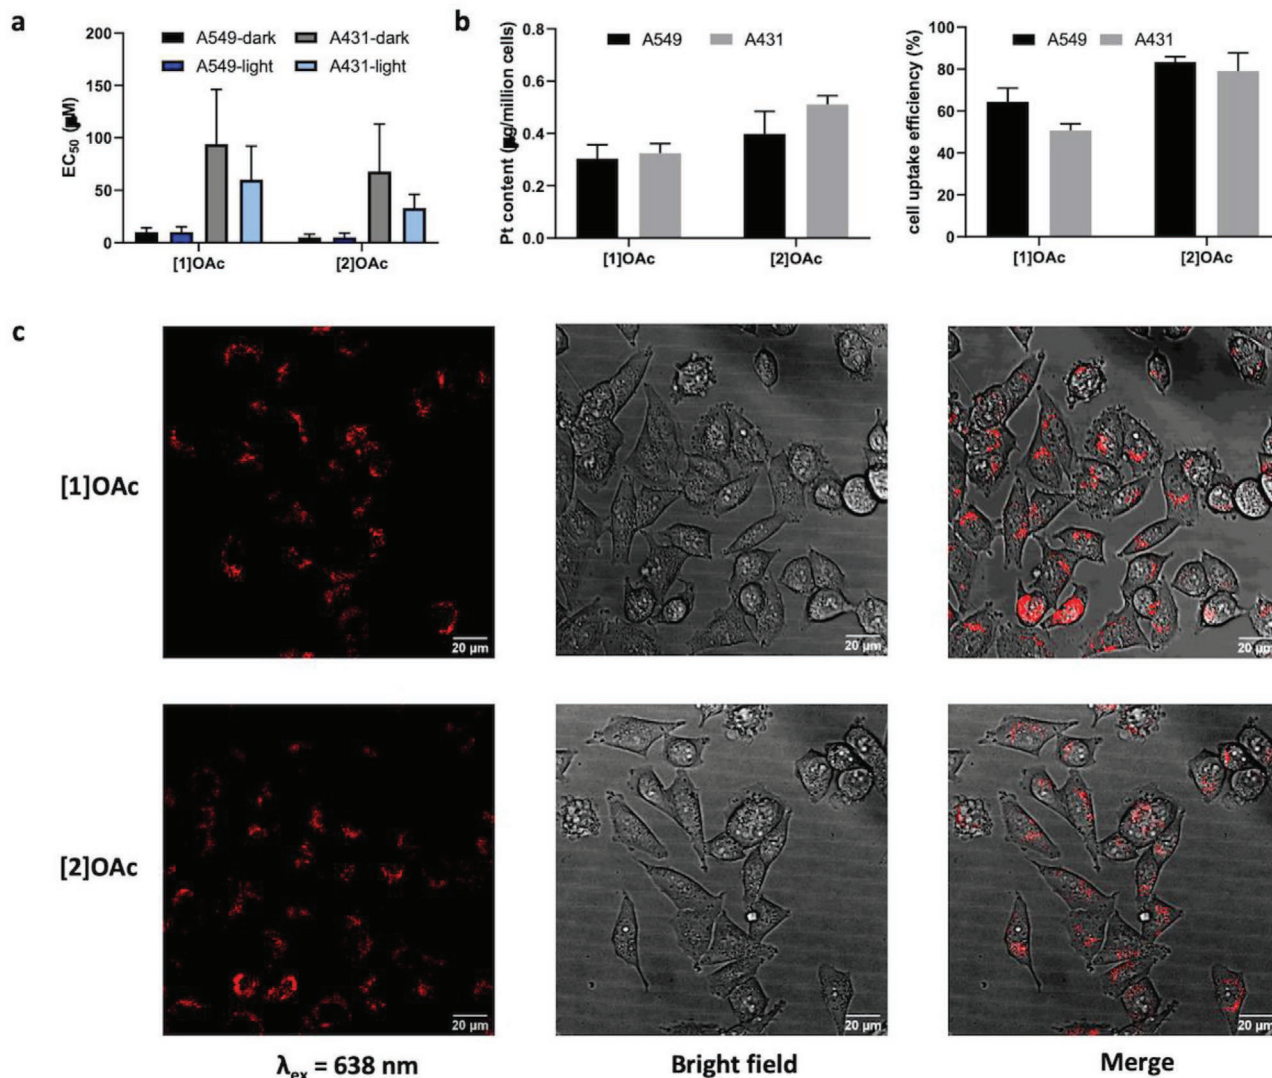 a
200
150
100
50
0
EC50 (μM)
A549-dark
A431-dark
A549-light
A431-light
[1]OAc
[2]OAc
b
0.8
0.6
0.4
0.2
0.0
Pt content (μg/million cells)
A549
A431
[1]OAc
[2]OAc
100
80
60
40
20
0
cell uptake efficiency (%)
A549
A431
[1]OAc
[2]OAc
c
[1]OAc
20 μm
20 μm
20 μm
[2]OAc
20 μm
20 μm
20 μm
λex = 638 nm
Bright field
Merge